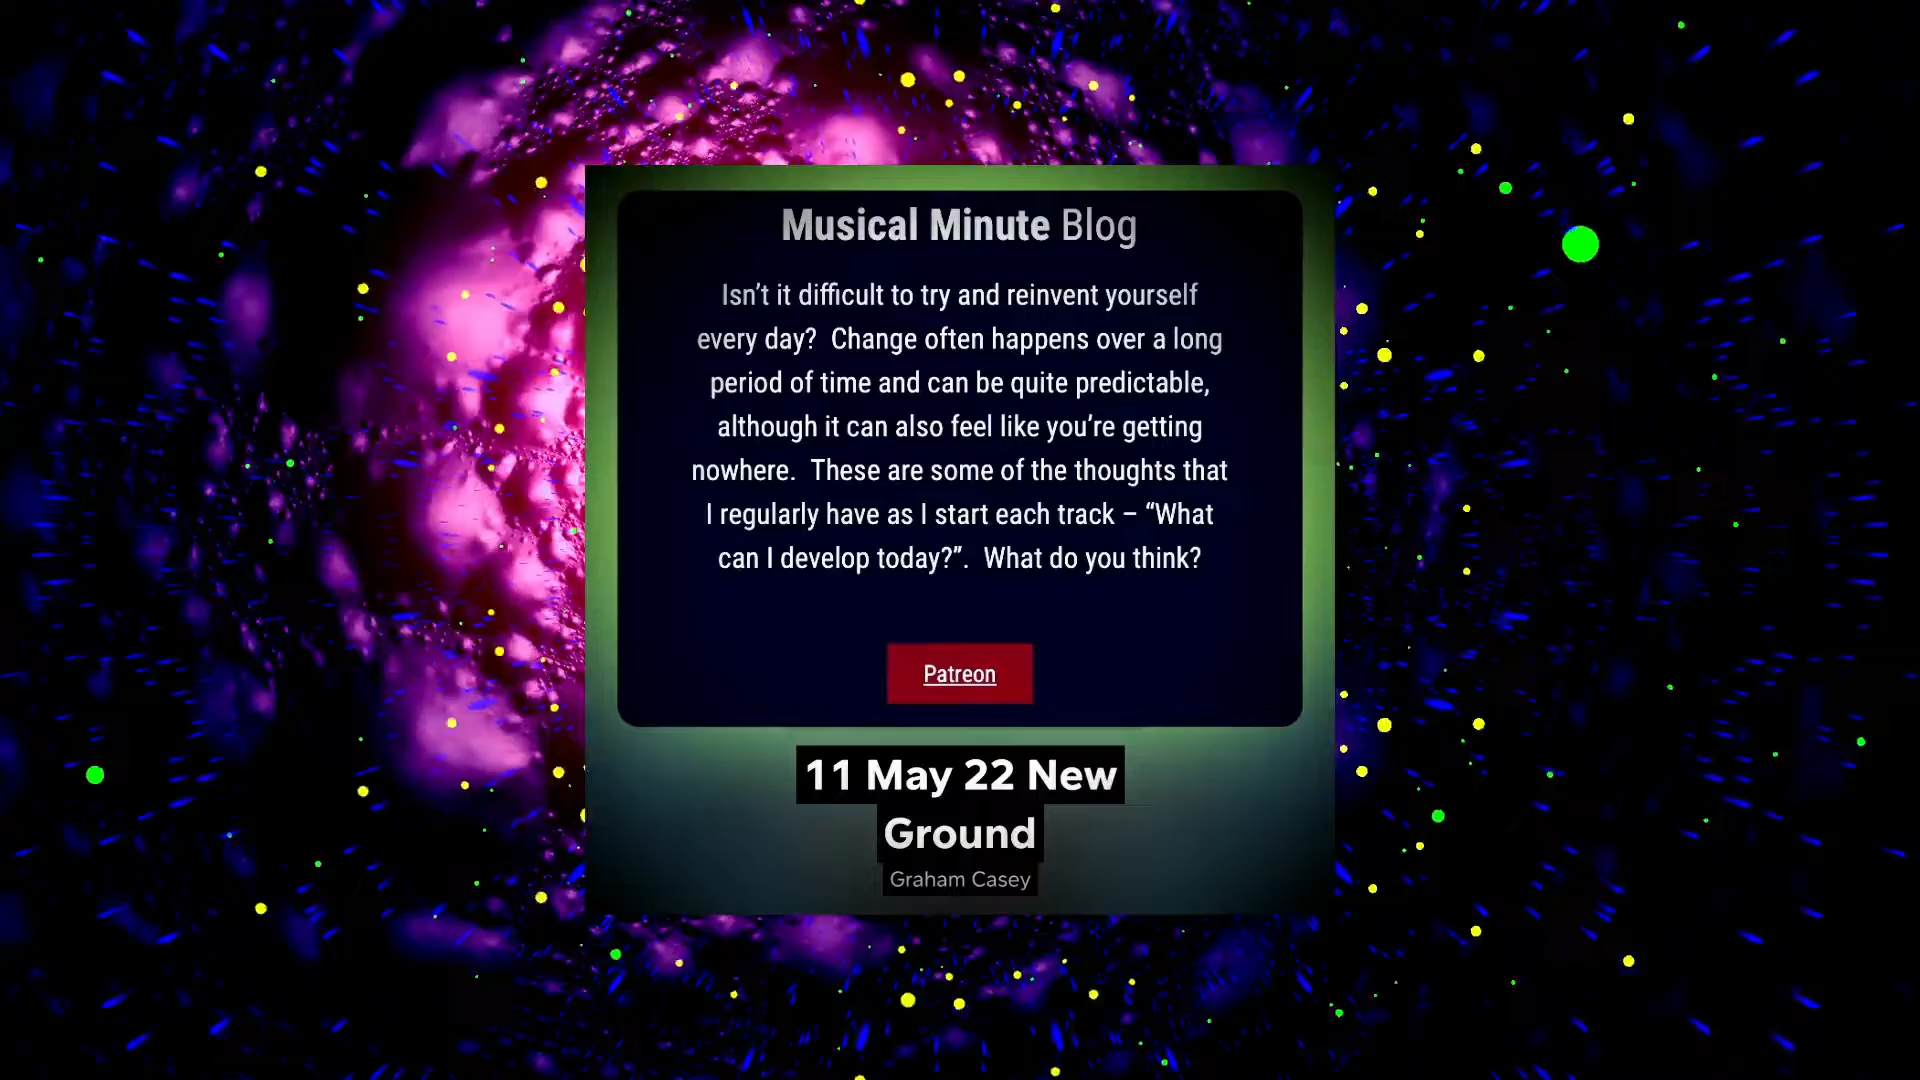 Musical Minute Blog
Isn’t it difficult to try and reinvent yourself
every day?  Change often happens over a long
period of time and can be quite predictable,
although it can also feel like you’re getting
nowhere.  These are some of the thoughts that
I regularly have as I start each track – “What
can I develop today?”.  What do you think?
Patreon
11 May 22 New
Ground
Graham Casey